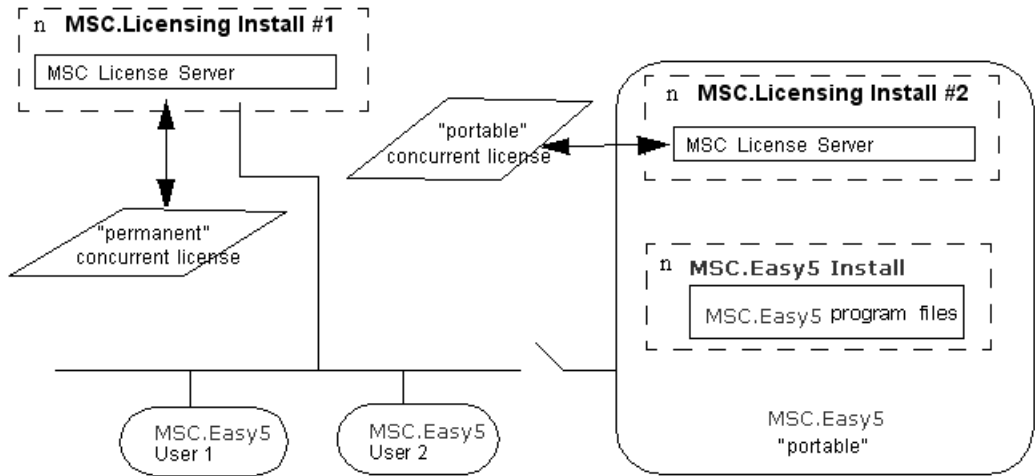 n MSC.Licensing Install #1
MSC License Server
"permanent"
concurrent license
"portable"
concurrent license
n MSC.Licensing Install #2
MSC License Server
n MSC.Easy5 Install
MSC.Easy5 program files
MSC.Easy5
"portable"
MSC.Easy5
User 1
MSC.Easy5
User 2